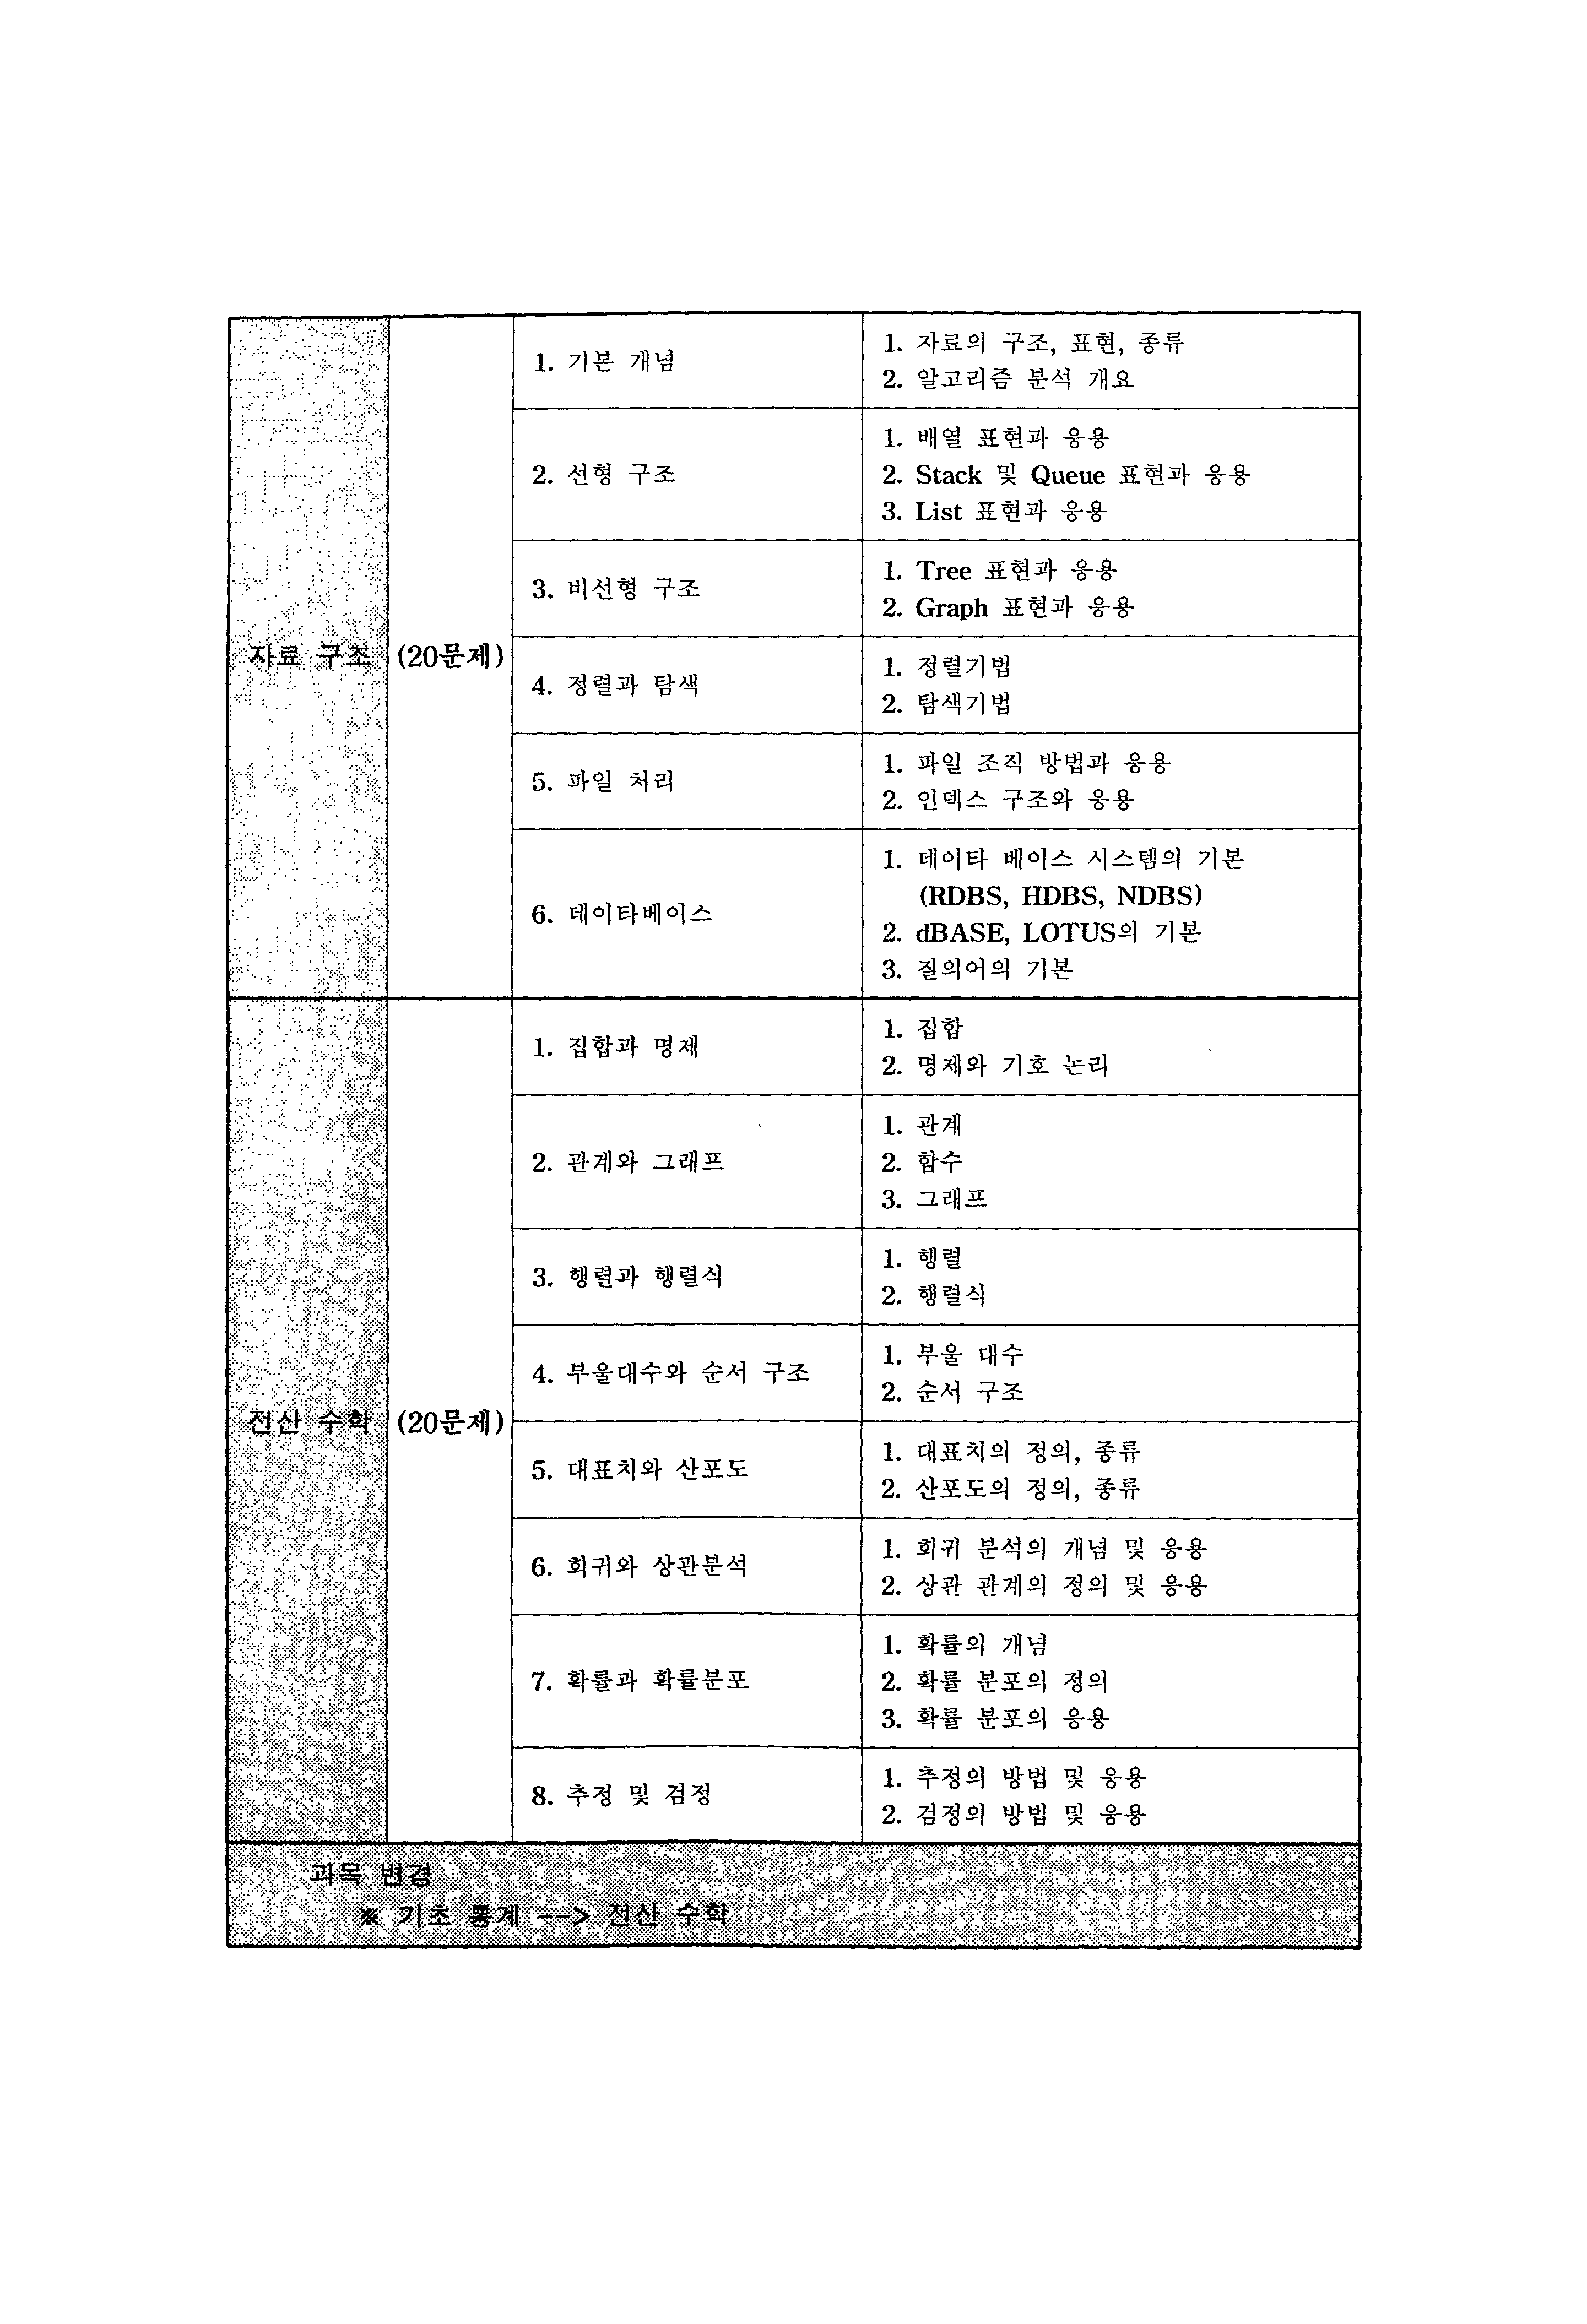 자료 구조 (20문제)
1. 기본 개념
1. 자료의 구조, 표현, 종류
2. 알고리즘 분석 개요
2. 선형 구조
1. 배열 표현과 응용
2. Stack 및 Queue 표현과 응용
3. List 표현과 응용
3. 비선형 구조
1. Tree 표현과 응용
2. Graph 표현과 응용
4. 정렬과 탐색
1. 정렬기법
2. 탐색기법
5. 파일 처리
1. 파일 조직 방법과 응용
2. 인덱스 구조와 응용
6. 데이타베이스
1. 데이타 베이스 시스템의 기본
(RDBS, HDBS, NDBS)
2. dBASE, LOTUS의 기본
3. 질의어의 기본
전산 수학 (20문제)
1. 집합과 명제
1. 집합
2. 명제와 기호 논리
2. 관계와 그래프
1. 관계
2. 함수
3. 그래프
3. 행렬과 행렬식
1. 행렬
2. 행렬식
4. 부울대수와 순서 구조
1. 부울 대수
2. 순서 구조
5. 대표치와 산포도
1. 대표치의 정의, 종류
2. 산포도의 정의, 종류
6. 회귀와 상관분석
1. 회귀 분석의 개념 및 응용
2. 상관 관계의 정의 및 응용
7. 확률과 확률분포
1. 확률의 개념
2. 확률 분포의 정의
3. 확률 분포의 응용
8. 추정 및 검정
1. 추정의 방법 및 응용
2. 검정의 방법 및 응용
과목 변경
※ 기초 통계 --> 전산 수학